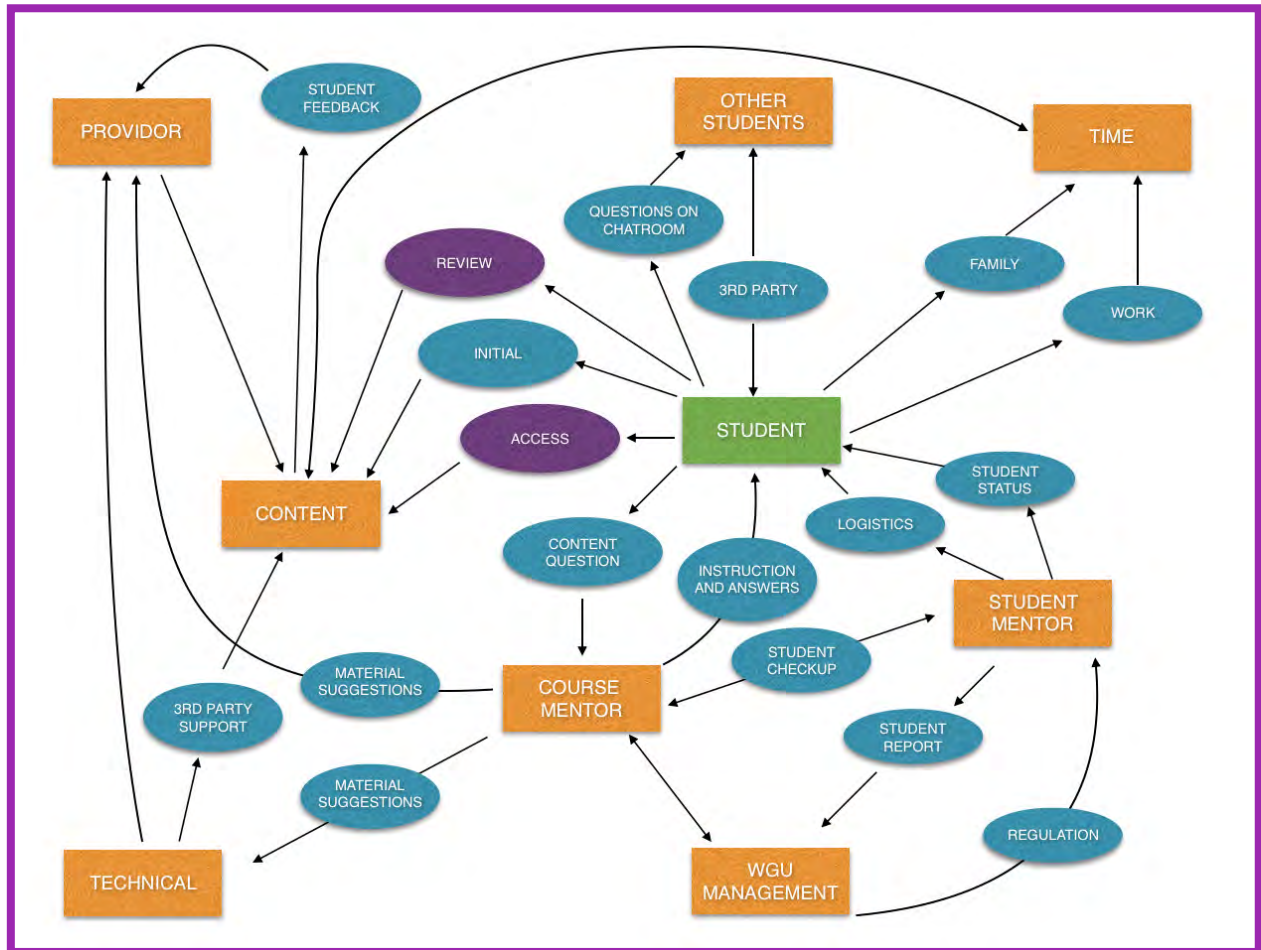 STUDENT
FEEDBACK
OTHER
STUDENTS
PROVIDOR
TIME
QUESTIONS ON
CHATROOM
REVIEW
FAMILY
3RD PARTY
WORK
INITIAL
STUDENT
ACCESS
STUDENT
STATUS
CONTENT
LOGISTICS
CONTENT
QUESTION
INSTRUCTION
AND ANSWERS
STUDENT
MENTOR
STUDENT
CHECKUP
MATERIAL
SUGGESTIONS
COURSE
MENTOR
3RD PARTY
SUPPORT
STUDENT
REPORT
MATERIAL
SUGGESTIONS
REGULATION
TECHNICAL
WGU
MANAGEMENT